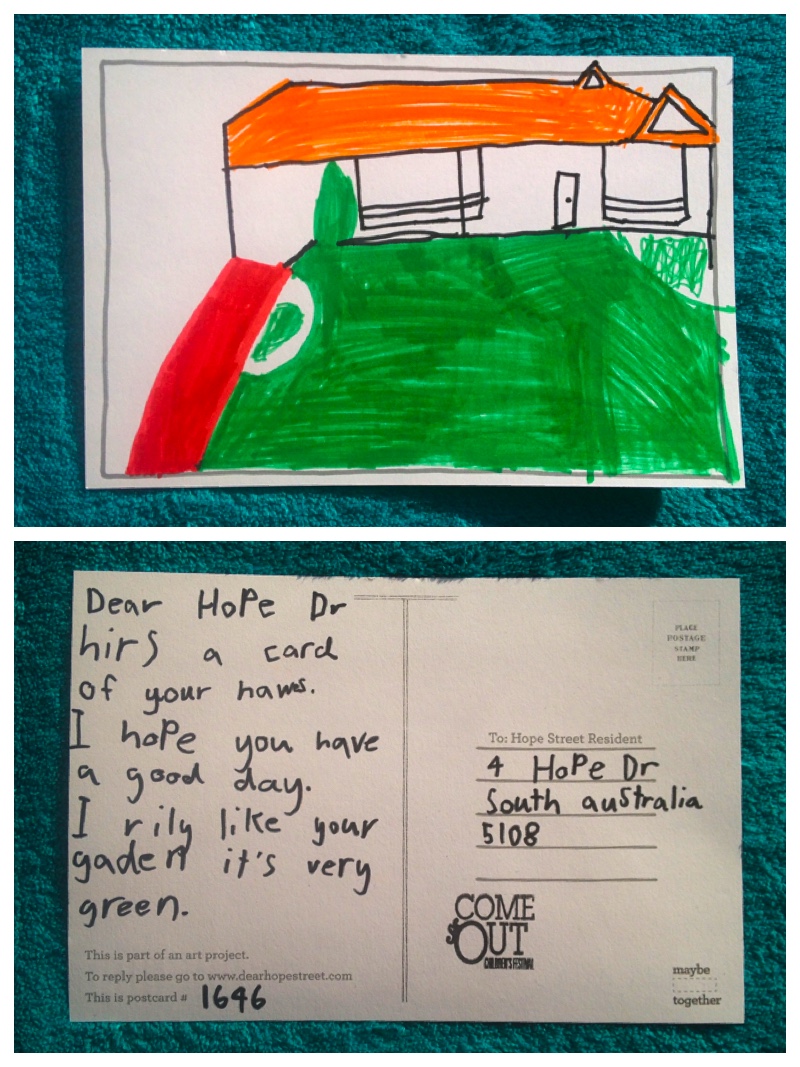 Dear HoPe Dr
hirs a card
of your hawes.
I hope you have
a good day.
I rily like your
gaden it's very
green.
This is part of an art project.
To reply please go to www.dearhopestreet.com
This is postcard # 1646
PLACE
POSTAGE
STAMP
HERE
To: Hope Street Resident
4 HoPe Dr
South australia
5108
COME
OUT
CHILDREN'S FESTIVAL
maybe
together